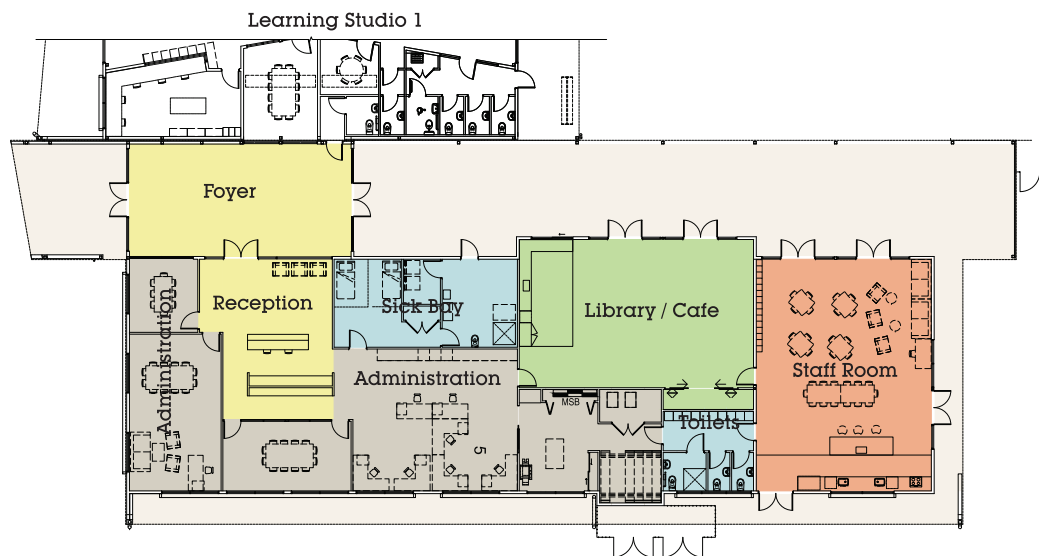 Learning Studio 1
Foyer
Reception
Sick Bay
Library / Cafe
Administration
Administration
Staff Room
MSB
Toilets
5